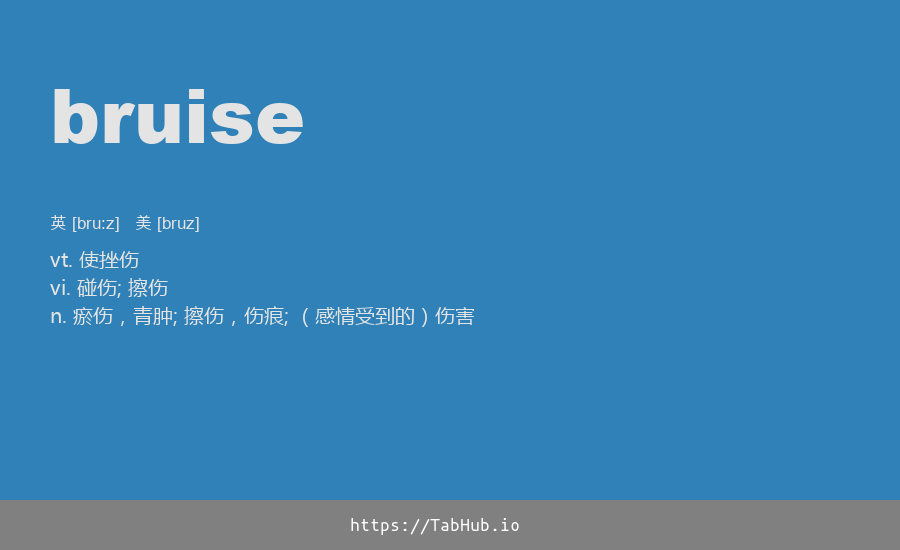 bruise
英 [bru:z] 美 [bruz]
vt. 使挫伤
vi. 碰伤; 擦伤
n. 瘀伤，青肿; 擦伤，伤痕; （感情受到的）伤害
https://TabHub.io